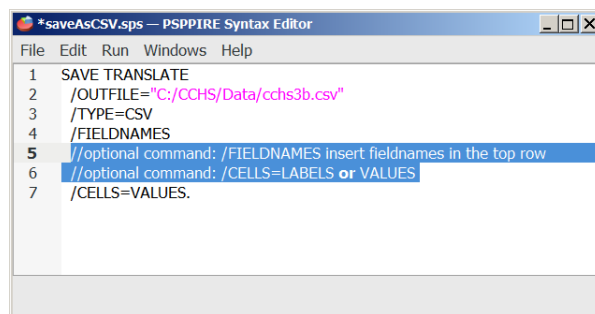 *saveAsCSV.sps — PSPPIRE Syntax Editor
File Edit Run Windows Help
1 SAVE TRANSLATE
2 /OUTFILE="C:/CCHS/Data/cchs3b.csv"
3 /TYPE=CSV
4 /FIELDNAMES
5 //optional command: /FIELDNAMES insert fieldnames in the top row
6 //optional command: /CELLS=LABELS or VALUES
7 /CELLS=VALUES.